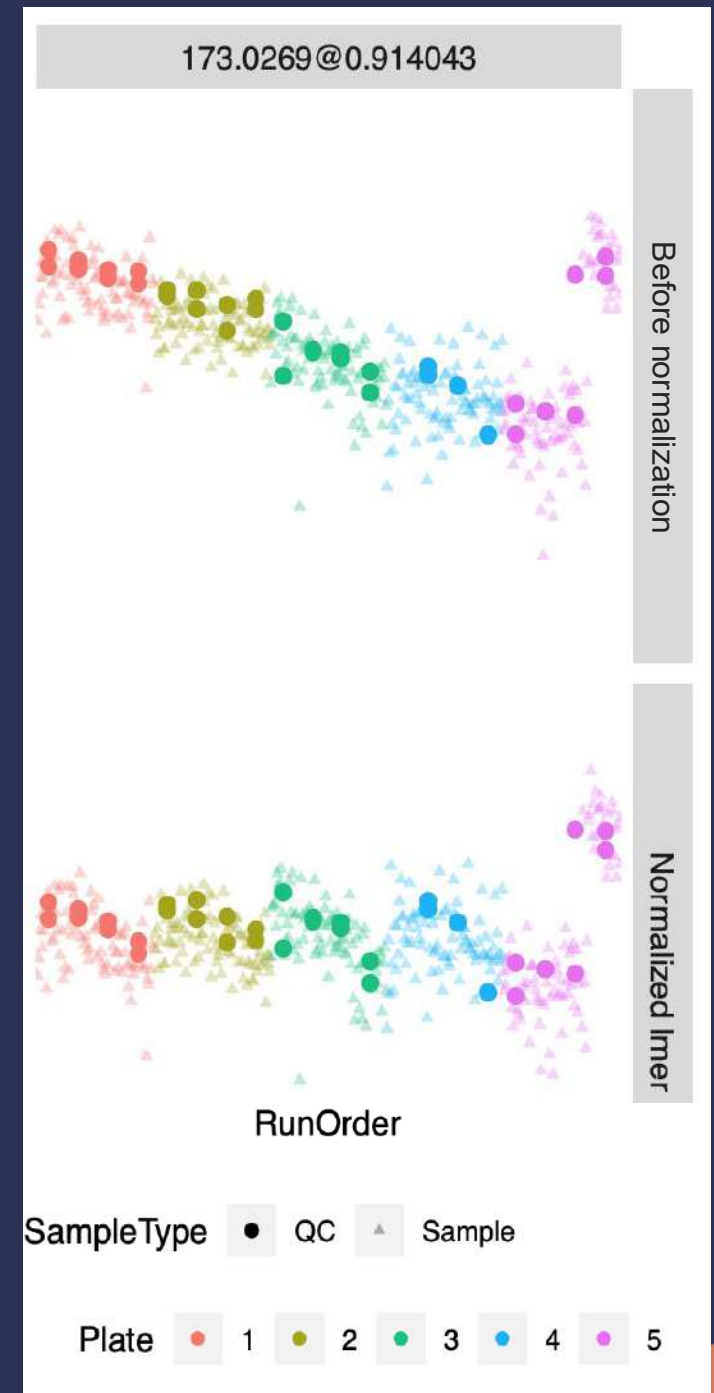 173.0269@0.914043
Before normalization
Normalized lmer
RunOrder
SampleType QC Sample
Plate 1 2 3 4 5